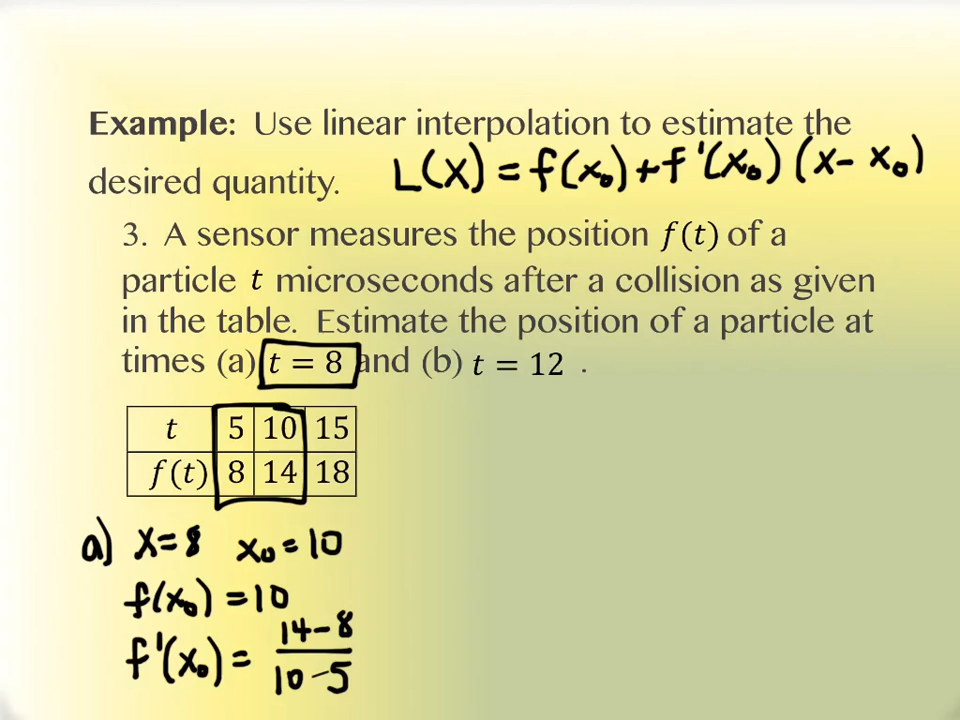 Example: Use linear interpolation to estimate the
desired quantity. L(x) = f(x₀) + f'(x₀) (x - x₀)
3. A sensor measures the position f(t) of a
particle t microseconds after a collision as given
in the table. Estimate the position of a particle at
times (a) t = 8 and (b) t = 12 .
t 5 10 15
f(t) 8 14 18
a) x=8 x₀ = 10
f(x₀) = 10
f'(x₀) = 14-8
10-5